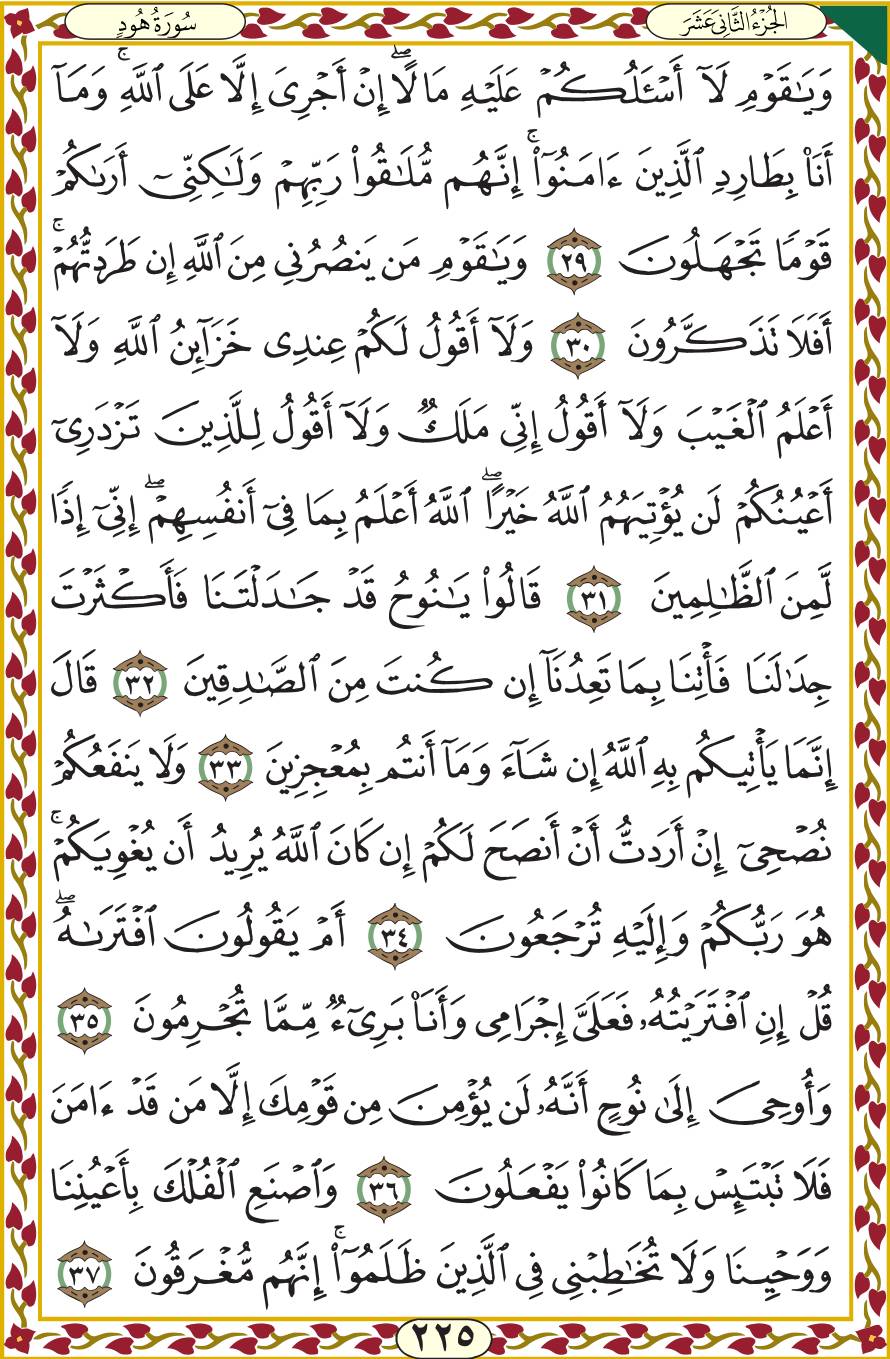 الجُزْءُ الثَّانِي عَشَرَ
سُورَةُ هُودٍ
وَيَٰقَوْمِ لَآ أَسْـَٔلُكُمْ عَلَيْهِ مَالًاۖ إِنْ أَجْرِىَ إِلَّا عَلَى ٱللَّهِۚ وَمَآ
أَنَا۠ بِطَارِدِ ٱلَّذِينَ ءَامَنُوٓا۟ۚ إِنَّهُم مُّلَٰقُوا۟ رَبِّهِمْ وَلَٰكِنِّىٓ أَرَىٰكُمْ
قَوْمًا تَجْهَلُونَ ٢٩ وَيَٰقَوْمِ مَن يَنصُرُنِى مِنَ ٱللَّهِ إِن طَرَدتُّهُمْۚ
أَفَلَا تَذَكَّرُونَ ٣٠ وَلَآ أَقُولُ لَكُمْ عِندِى خَزَآئِنُ ٱللَّهِ وَلَآ
أَعْلَمُ ٱلْغَيْبَ وَلَآ أَقُولُ إِنِّى مَلَكٌ وَلَآ أَقُولُ لِلَّذِينَ تَزْدَرِىٓ
أَعْيُنُكُمْ لَن يُؤْتِيَهُمُ ٱللَّهُ خَيْرًاۖ ٱللَّهُ أَعْلَمُ بِمَا فِىٓ أَنفُسِهِمْۖ إِنِّىٓ إِذًا
لَّمِنَ ٱلظَّٰلِمِينَ ٣١ قَالُوا۟ يَٰنُوحُ قَدْ جَٰدَلْتَنَا فَأَكْثَرْتَ
جِدَٰلَنَا فَأْتِنَا بِمَا تَعِدُنَآ إِن كُنتَ مِنَ ٱلصَّٰدِقِينَ ٣٢ قَالَ
إِنَّمَا يَأْتِيكُم بِهِ ٱللَّهُ إِن شَآءَ وَمَآ أَنتُم بِمُعْجِزِينَ ٣٣ وَلَا يَنفَعُكُمْ
نُصْحِىٓ إِنْ أَرَدتُّ أَنْ أَنصَحَ لَكُمْ إِن كَانَ ٱللَّهُ يُرِيدُ أَن يُغْوِيَكُمْۚ
هُوَ رَبُّكُمْ وَإِلَيْهِ تُرْجَعُونَ ٣٤ أَمْ يَقُولُونَ ٱفْتَرَىٰهُۖ
قُلْ إِنِ ٱفْتَرَيْتُهُۥ فَعَلَىَّ إِجْرَامِى وَأَنَا۠ بَرِىٓءٌ مِّمَّا تُجْرِمُونَ ٣٥
وَأُوحِىَ إِلَىٰ نُوحٍ أَنَّهُۥ لَن يُؤْمِنَ مِن قَوْمِكَ إِلَّا مَن قَدْ ءَامَنَ
فَلَا تَبْتَئِسْ بِمَا كَانُوا۟ يَفْعَلُونَ ٣٦ وَٱصْنَعِ ٱلْفُلْكَ بِأَعْيُنِنَا
وَوَحْيِنَا وَلَا تُخَٰطِبْنِى فِى ٱلَّذِينَ ظَلَمُوٓا۟ۚ إِنَّهُم مُّغْرَقُونَ ٣٧
٢٢٥